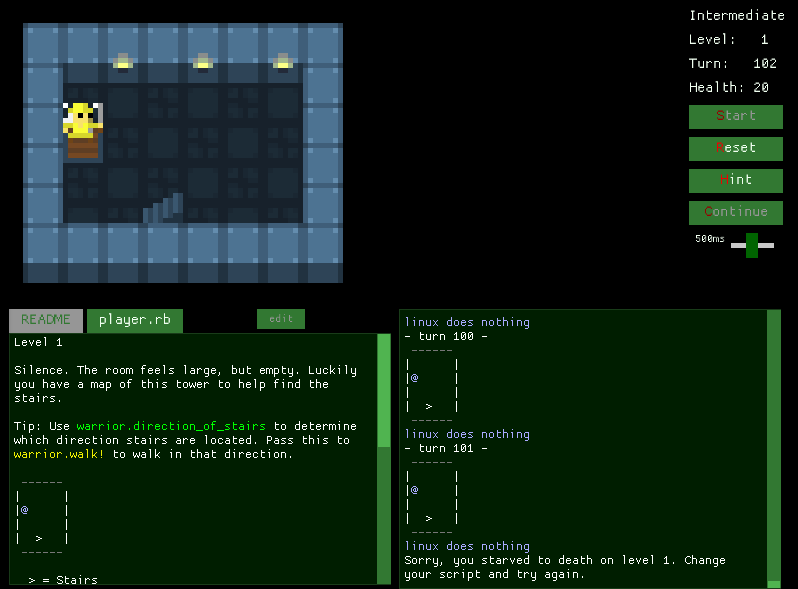 Intermediate
Level: 1
Turn: 102
Health: 20
Start
Reset
Hint
Continue
500ms
README
player.rb
edit
Level 1
Silence. The room feels large, but empty. Luckily
you have a map of this tower to help find the
stairs.
Tip: Use warrior.direction_of_stairs to determine
which direction stairs are located. Pass this to
warrior.walk! to walk in that direction.
 ------
|      |
|@     |
|      |
|  >   |
 ------
> = Stairs
linux does nothing
- turn 100 -
 ------
|      |
|@     |
|      |
|  >   |
 ------
linux does nothing
- turn 101 -
 ------
|      |
|@     |
|      |
|  >   |
 ------
linux does nothing
Sorry, you starved to death on level 1. Change
your script and try again.